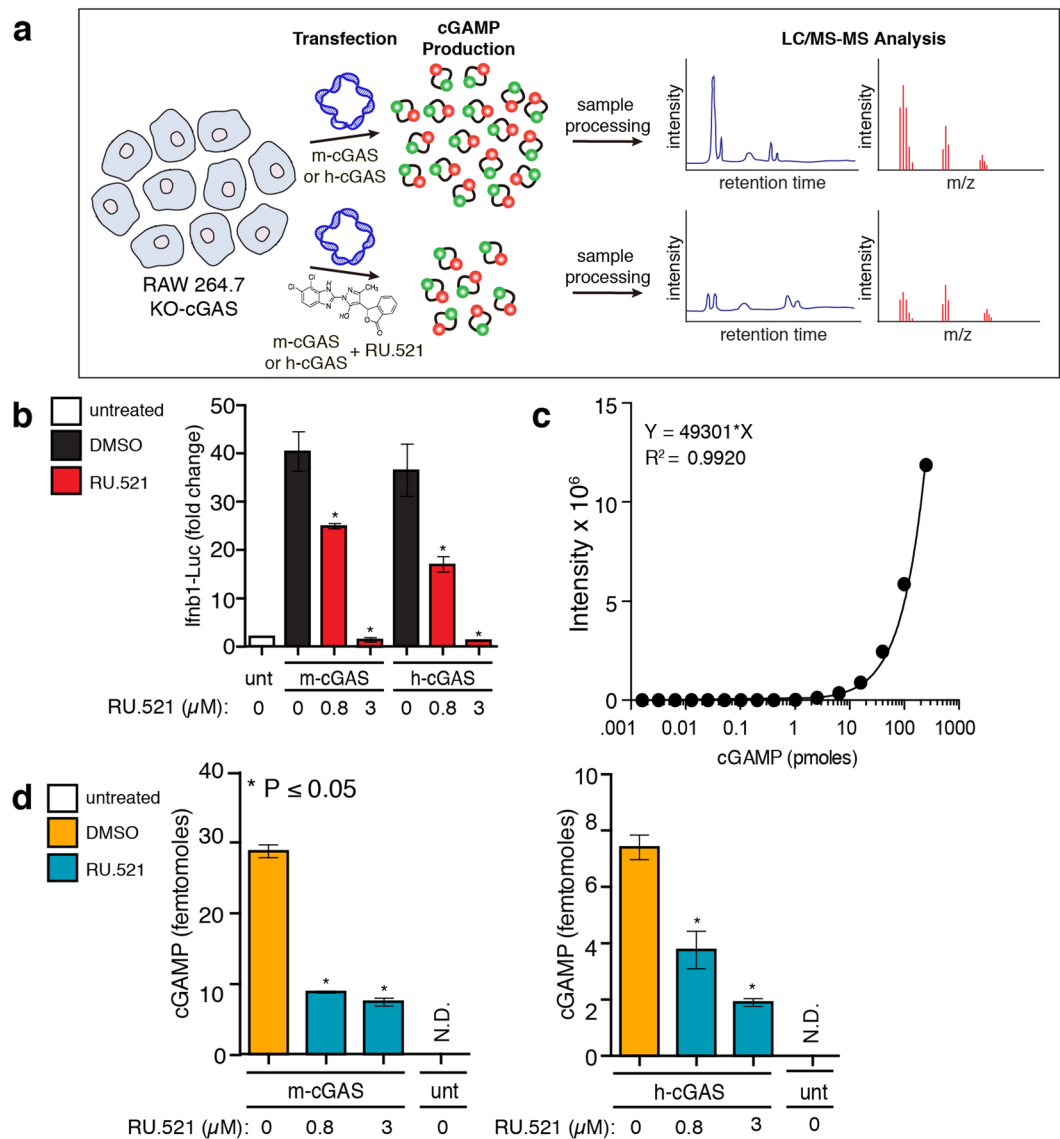 a
Transfection
cGAMP
Production
LC/MS-MS Analysis
m-cGAS
or h-cGAS
sample
processing
intensity
retention time
intensity
m/z
RAW 264.7
KO-cGAS
Cl
Cl
H
N
N
N
N
CH3
HO
O
O
m-cGAS
or h-cGAS
+ RU.521
sample
processing
intensity
retention time
intensity
m/z
b
untreated
DMSO
RU.521
Ifnb1-Luc (fold change)
50
40
30
20
10
0
*
*
*
*
unt
m-cGAS
h-cGAS
RU.521 (µM): 0 0 0.8 3 0 0.8 3
c
Y = 49301*X
R2 = 0.9920
Intensity x 106
15
10
5
0
.001 0.01 0.1 1 10 100 1000
cGAMP (pmoles)
d
untreated
DMSO
RU.521
* P ≤ 0.05
cGAMP (femtomoles)
40
30
20
10
0
*
*
N.D.
m-cGAS
unt
RU.521 (µM): 0 0.8 3 0
cGAMP (femtomoles)
10
8
6
4
2
0
*
*
N.D.
h-cGAS
unt
RU.521 (µM): 0 0.8 3 0